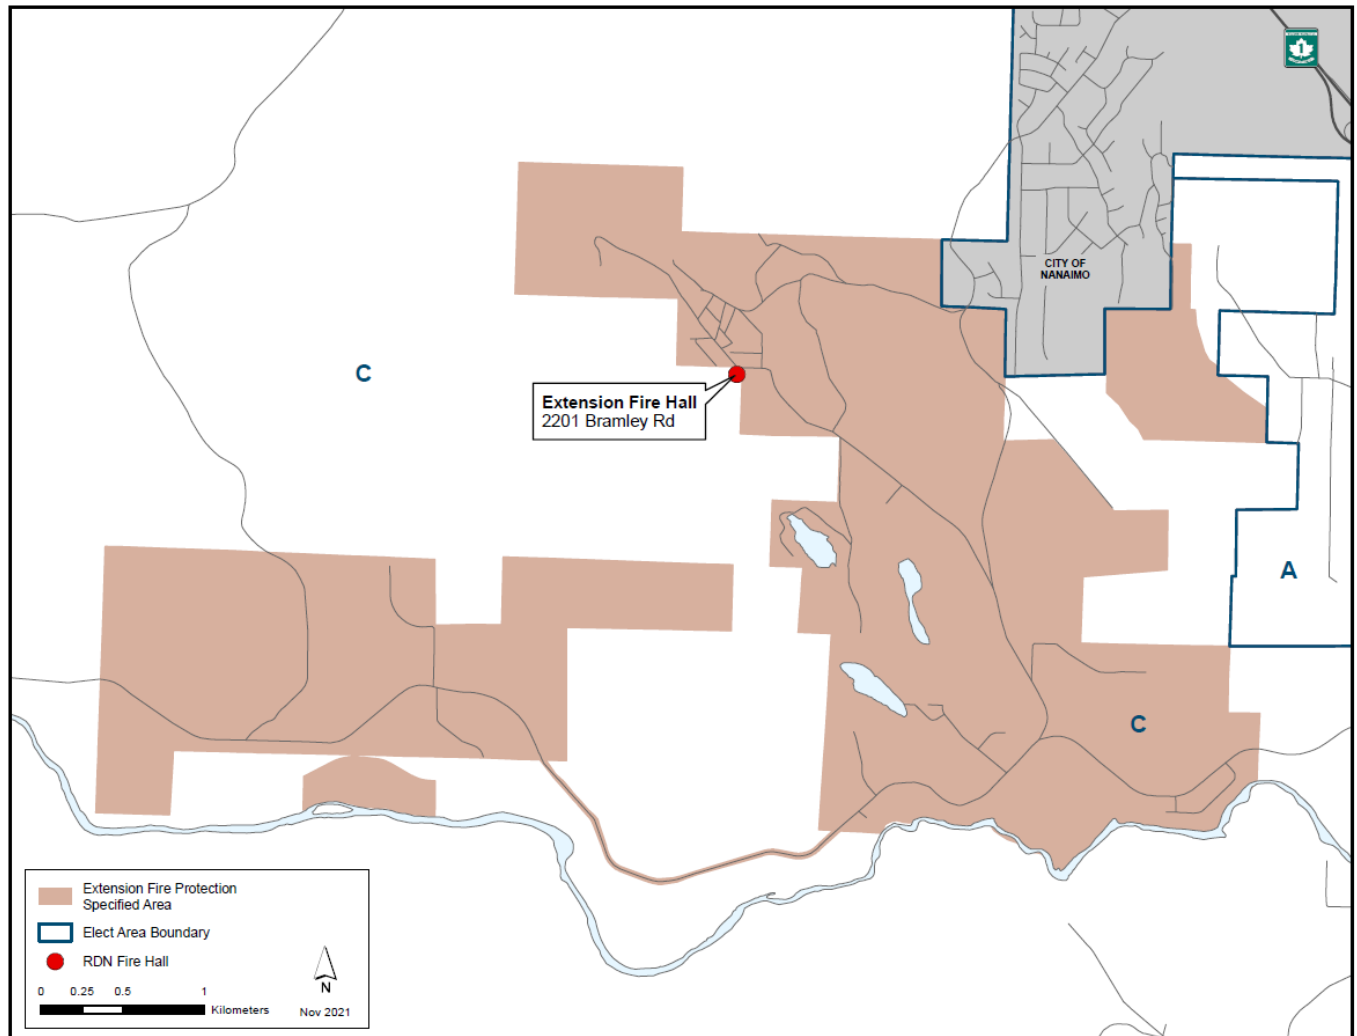 1
CITY OF
NANAIMO
C
Extension Fire Hall
2201 Bramley Rd
A
C
Extension Fire Protection
Specified Area
Elect Area Boundary
RDN Fire Hall
0 0.25 0.5 1
Kilometers
N
Nov 2021